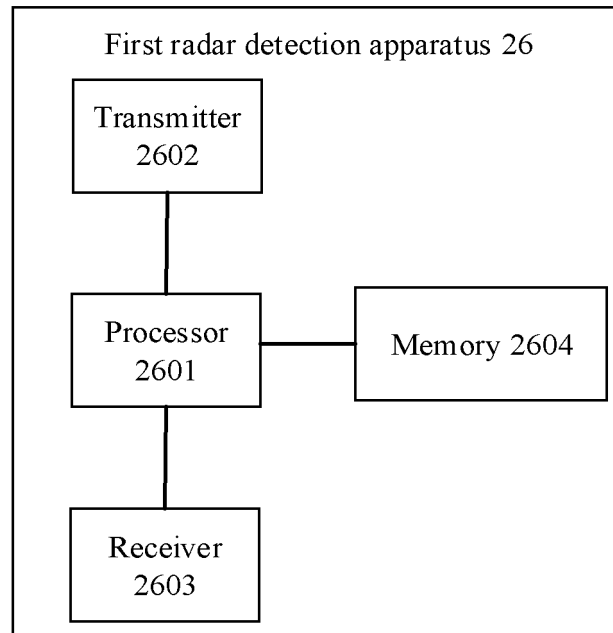 First radar detection apparatus 26
Transmitter
2602
Processor
2601
Memory 2604
Receiver
2603